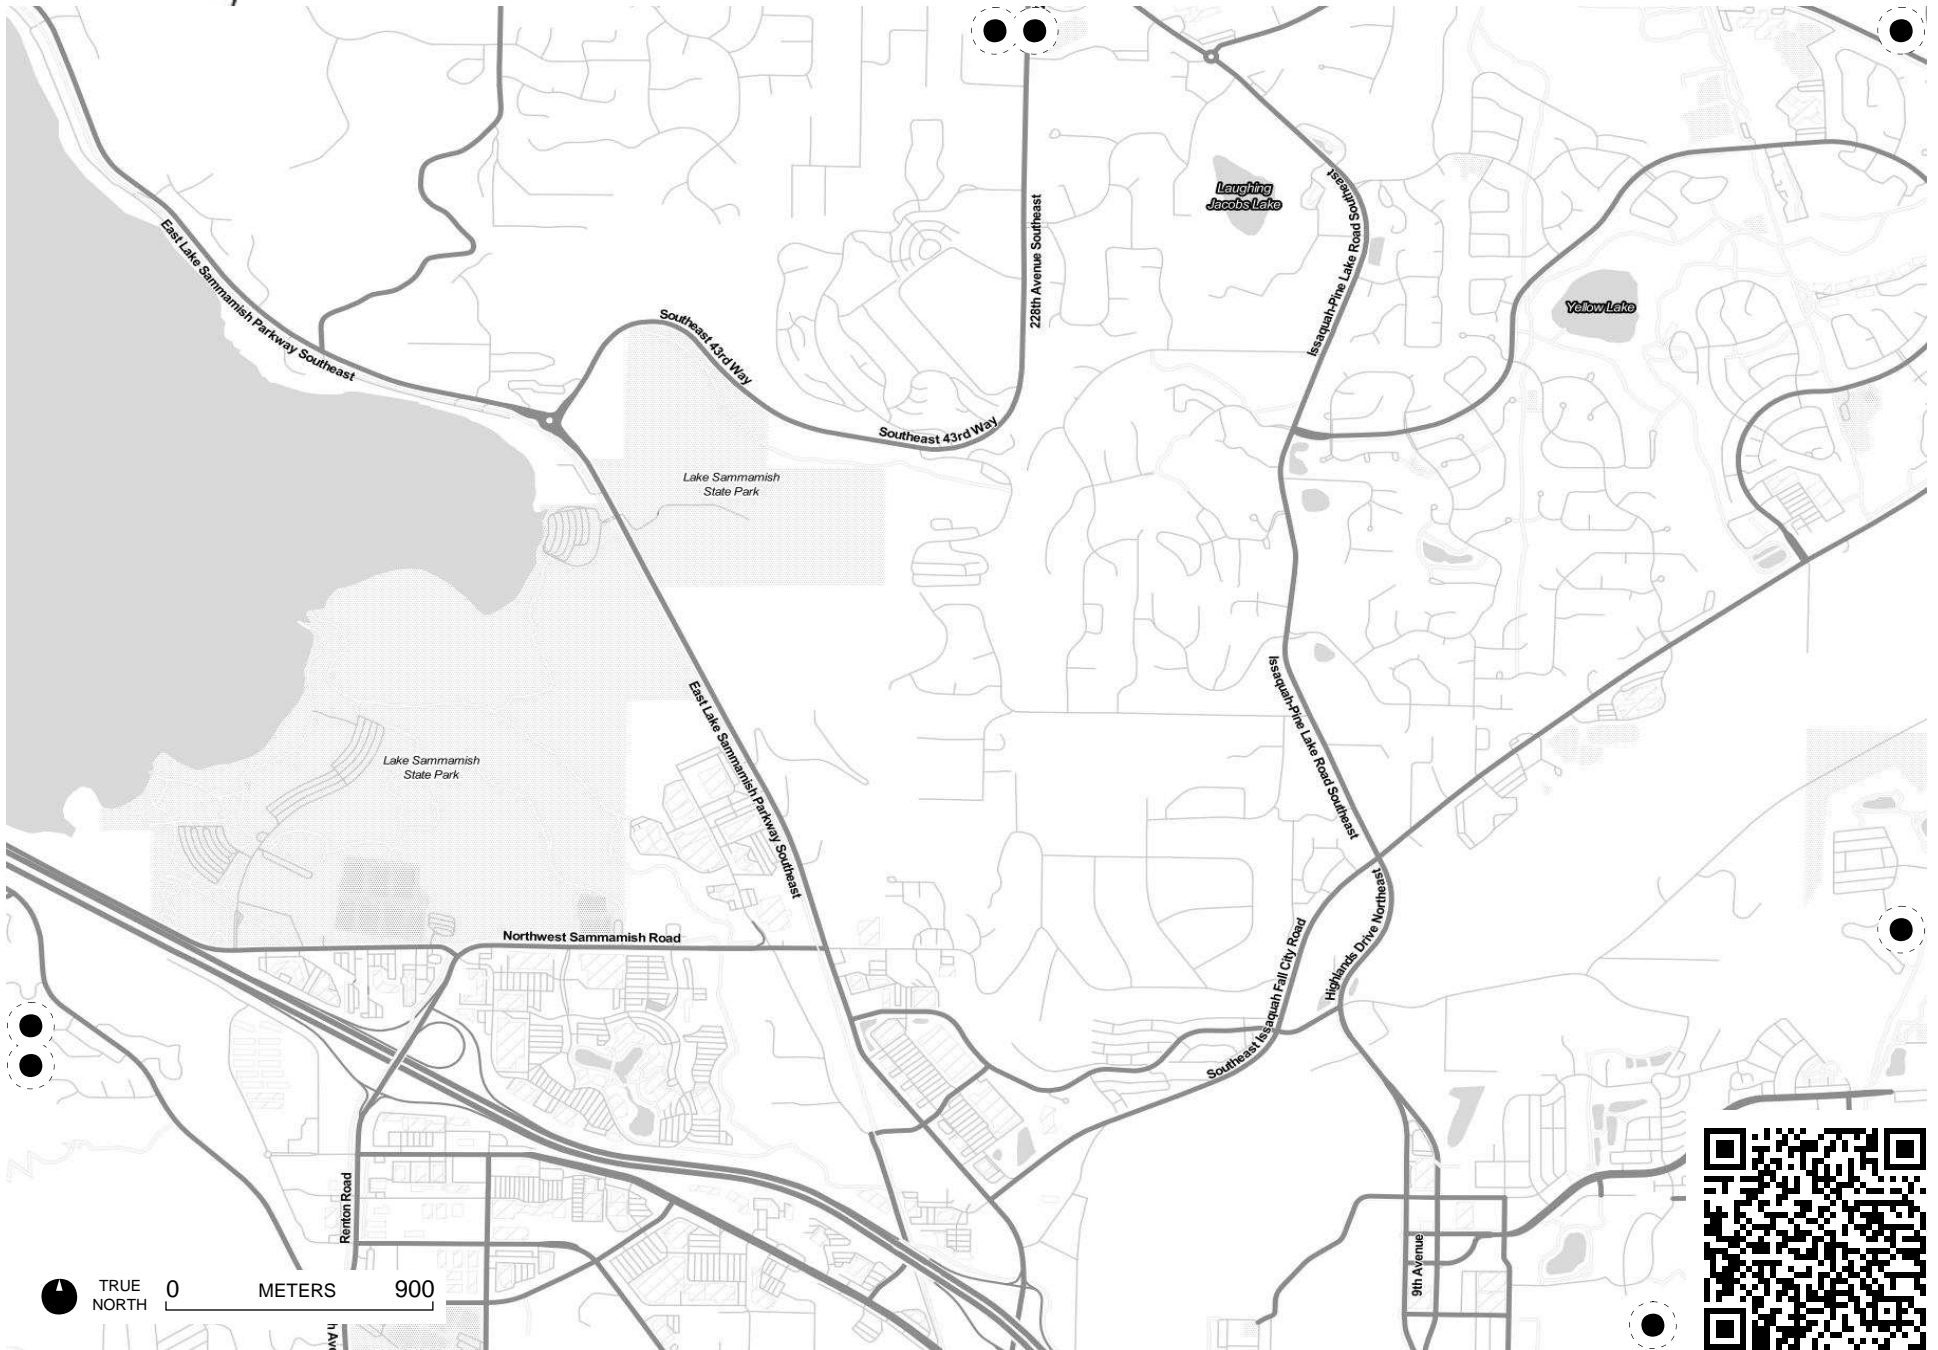 Laughing
Jacobs Lake
Issaquah-Pine Lake Road Southeast
228th Avenue Southeast
East Lake Sammamish Parkway Southeast
Yellow Lake
Southeast 43rd Way
Southeast 43rd Way
Lake Sammamish
State Park
Issaquah-Pine Lake Road Southeast
East Lake Sammamish Parkway Southeast
Lake Sammamish
State Park
Highlands Drive Northeast
Northwest Sammamish Road
Southeast Issaquah Fall City Road
Renton Road
9th Avenue
TRUE
NORTH
0 METERS 900